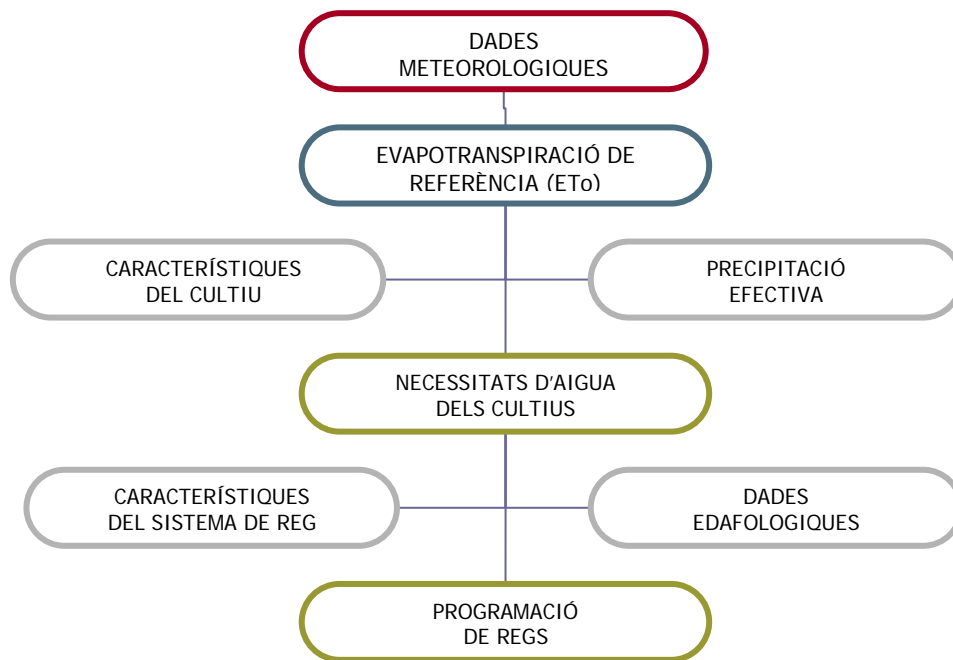 DADES
METEOROLOGIQUES
EVAPOTRANSPIRACIÓ DE
REFERÈNCIA (ETo)
CARACTERÍSTIQUES
DEL CULTIU
PRECIPITACIÓ
EFECTIVA
NECESSITATS D'AIGUA
DELS CULTIUS
CARACTERÍSTIQUES
DEL SISTEMA DE REG
DADES
EDAFOLOGIQUES
PROGRAMACIÓ
DE REGS